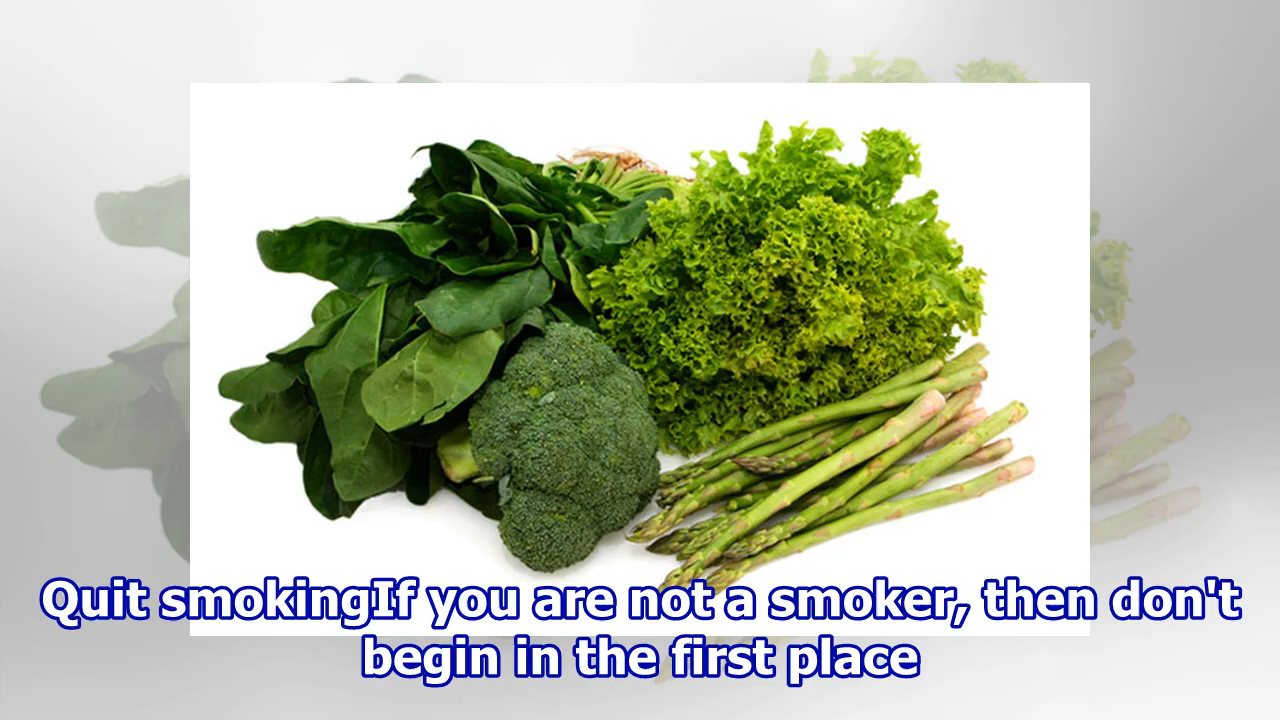 Quit smokingIf you are not a smoker, then don't
begin in the first place